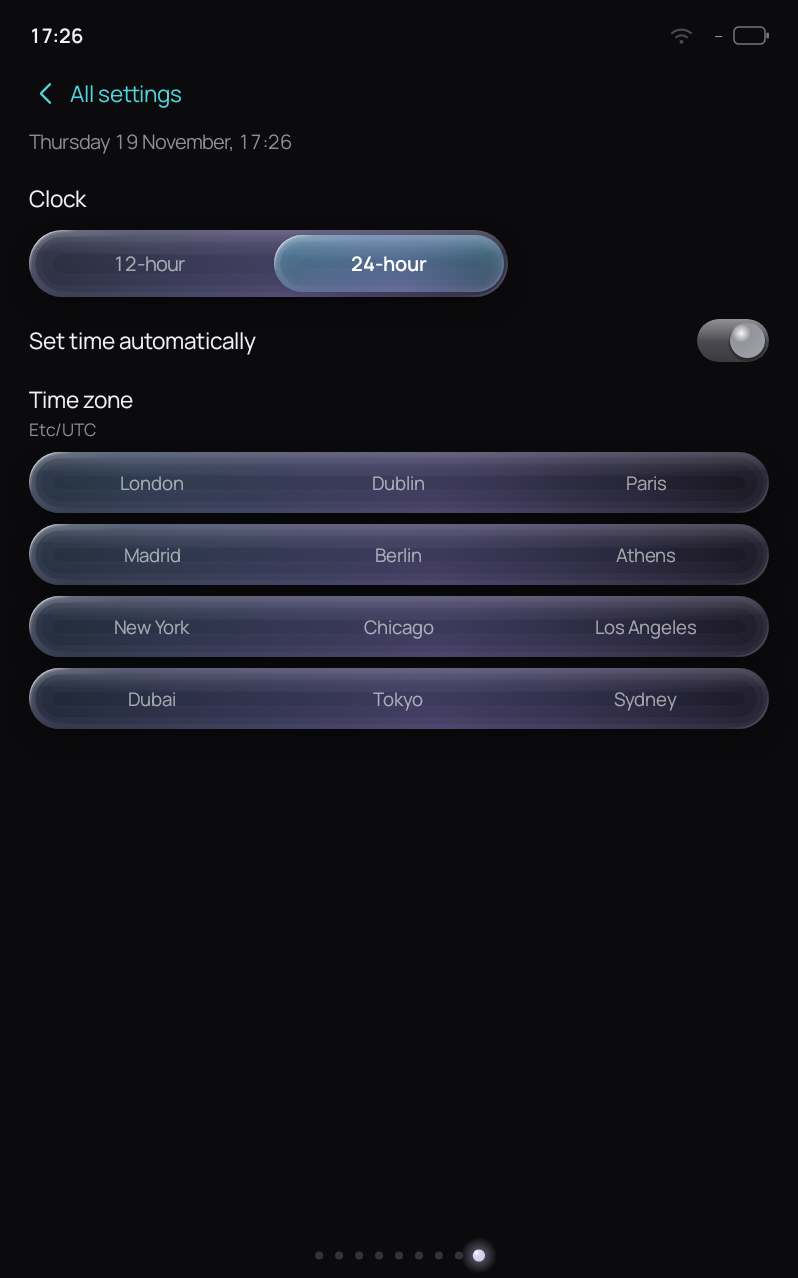 17:26
–
All settings
Thursday 19 November, 17:26
Clock
12-hour 24-hour
Set time automatically
Time zone
Etc/UTC
London Dublin Paris
Madrid Berlin Athens
New York Chicago Los Angeles
Dubai Tokyo Sydney